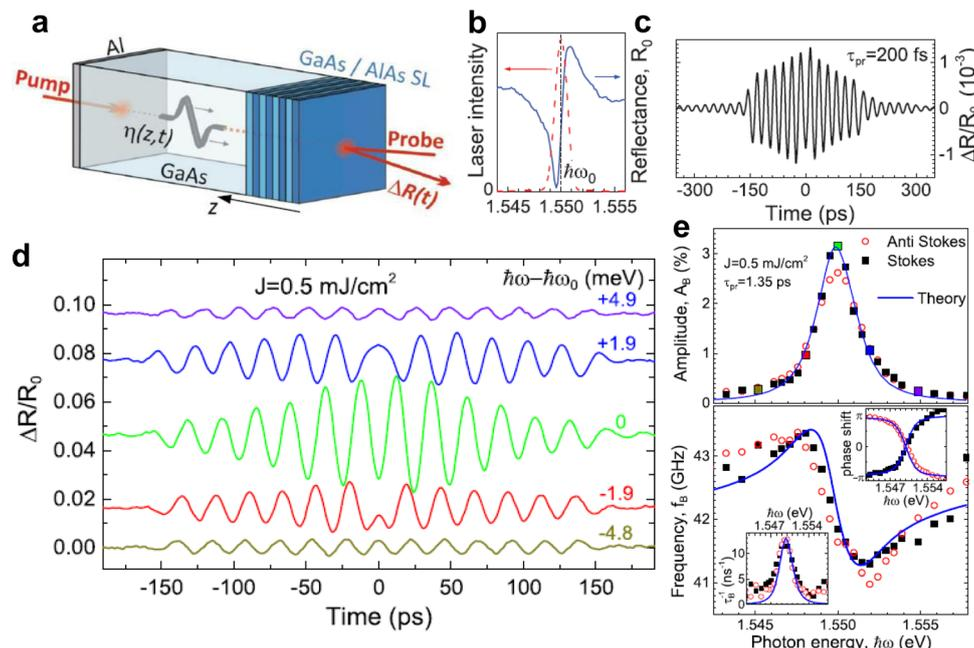 a
Al
GaAs / AlAs SL
Pump
η(z,t)
GaAs
z
Probe
ΔR(t)
b
Laser intensity
Reflectance, R₀
ħω₀
0
1.545 1.550 1.555
c
τpr=200 fs
ΔR/R₀ (10⁻³)
1
0
-1
-300 -150 0 150 300
Time (ps)
d
J=0.5 mJ/cm²
ħω–ħω₀ (meV)
+4.9
+1.9
0
-1.9
-4.8
ΔR/R₀
0.10
0.08
0.06
0.04
0.02
0.00
-150 -100 -50 0 50 100 150
Time (ps)
e
J=0.5 mJ/cm²
τpr=1.35 ps
Anti Stokes
Stokes
Theory
Amplitude, A_B (%)
3
2
1
0
Frequency, f_B (GHz)
43
42
41
phase shift
π
0
-π
1.547 1.554
ħω (eV)
ħω (eV)
1.547 1.554
τ_B⁻¹ (ns⁻¹)
10
5
0
1.545 1.550 1.555
Photon energy, ħω (eV)